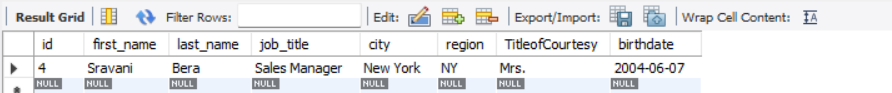 Result Grid Filter Rows: Edit: Export/Import: Wrap Cell Content: IA
id first_name last_name job_title city region TitleofCourtesy birthdate
4 Sravani Bera Sales Manager New York NY Mrs. 2004-06-07
NULL NULL NULL NULL NULL NULL NULL NULL